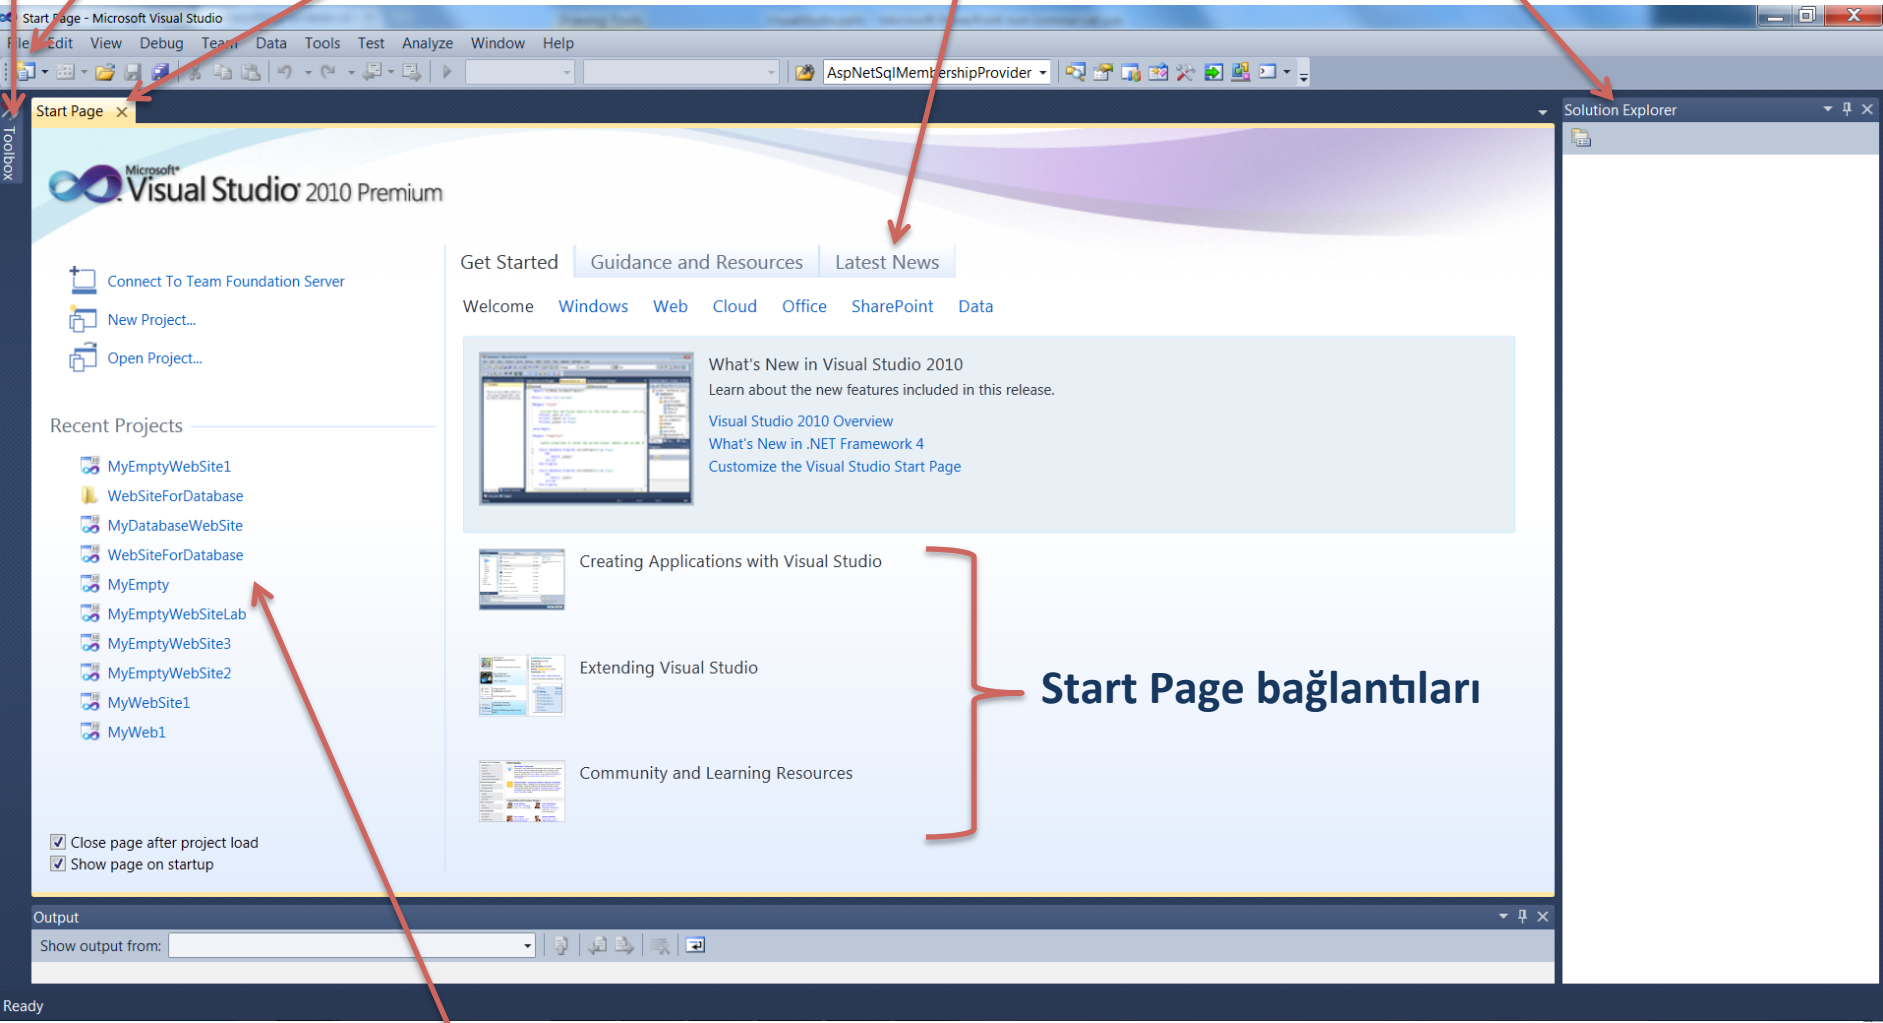 Start Page - Microsoft Visual Studio
File Edit View Debug Team Data Tools Test Analyze Window Help
AspNetSqlMembershipProvider
Toolbox
Start Page
Solution Explorer
Microsoft®
Visual Studio® 2010 Premium
Connect To Team Foundation Server
New Project...
Open Project...
Recent Projects
MyEmptyWebSite1
WebSiteForDatabase
MyDatabaseWebSite
WebSiteForDatabase
MyEmpty
MyEmptyWebSiteLab
MyEmptyWebSite3
MyEmptyWebSite2
MyWebSite1
MyWeb1
Close page after project load
Show page on startup
Get Started Guidance and Resources Latest News
Welcome Windows Web Cloud Office SharePoint Data
What's New in Visual Studio 2010
Learn about the new features included in this release.
Visual Studio 2010 Overview
What's New in .NET Framework 4
Customize the Visual Studio Start Page
Creating Applications with Visual Studio
Extending Visual Studio
Community and Learning Resources
Start Page bağlantıları
Output
Show output from:
Ready